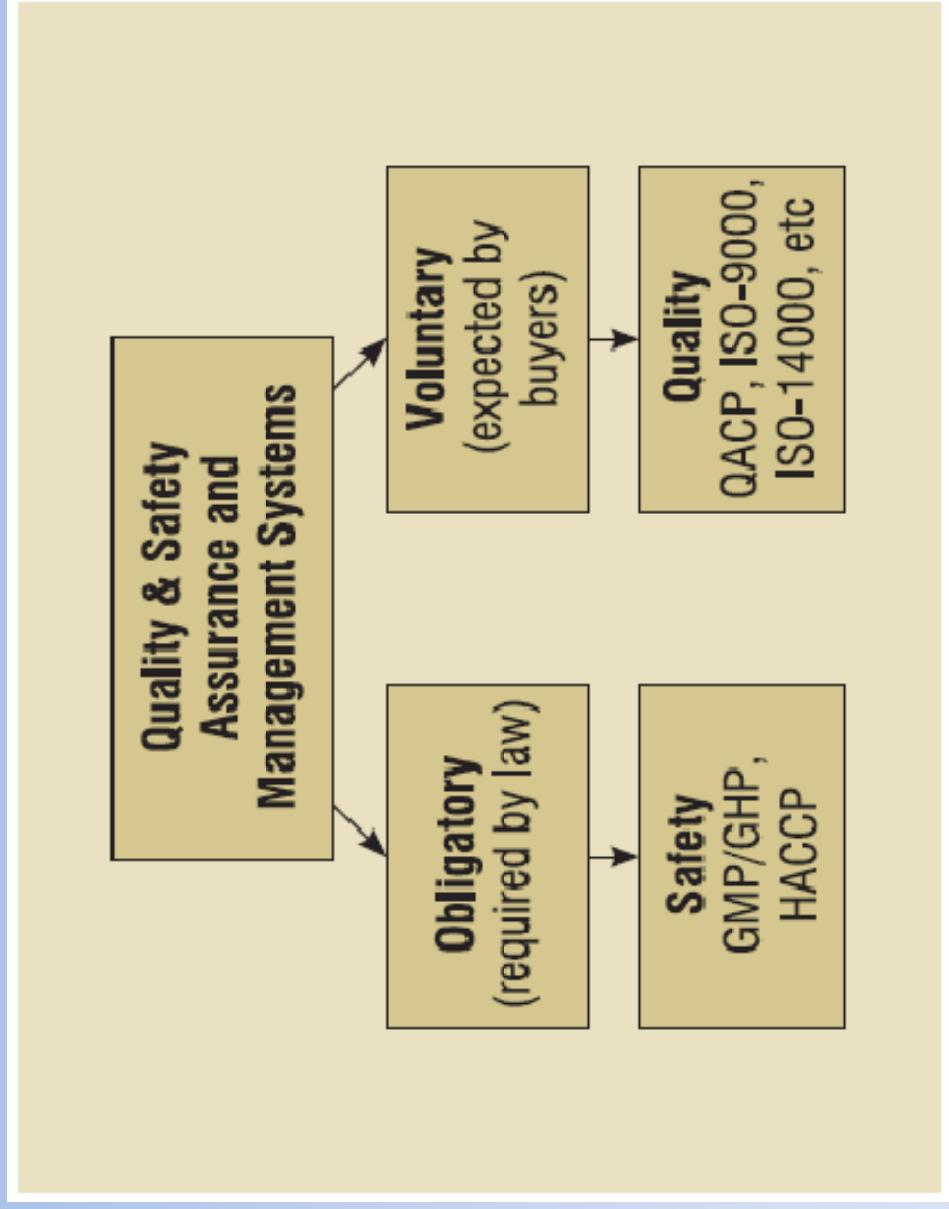 Quality & Safety
Assurance and
Management Systems
Obligatory
(required by law)
Voluntary
(expected by
buyers)
Safety
GMP/GHP,
HACCP
Quality
QACP, ISO-9000,
ISO-14000, etc